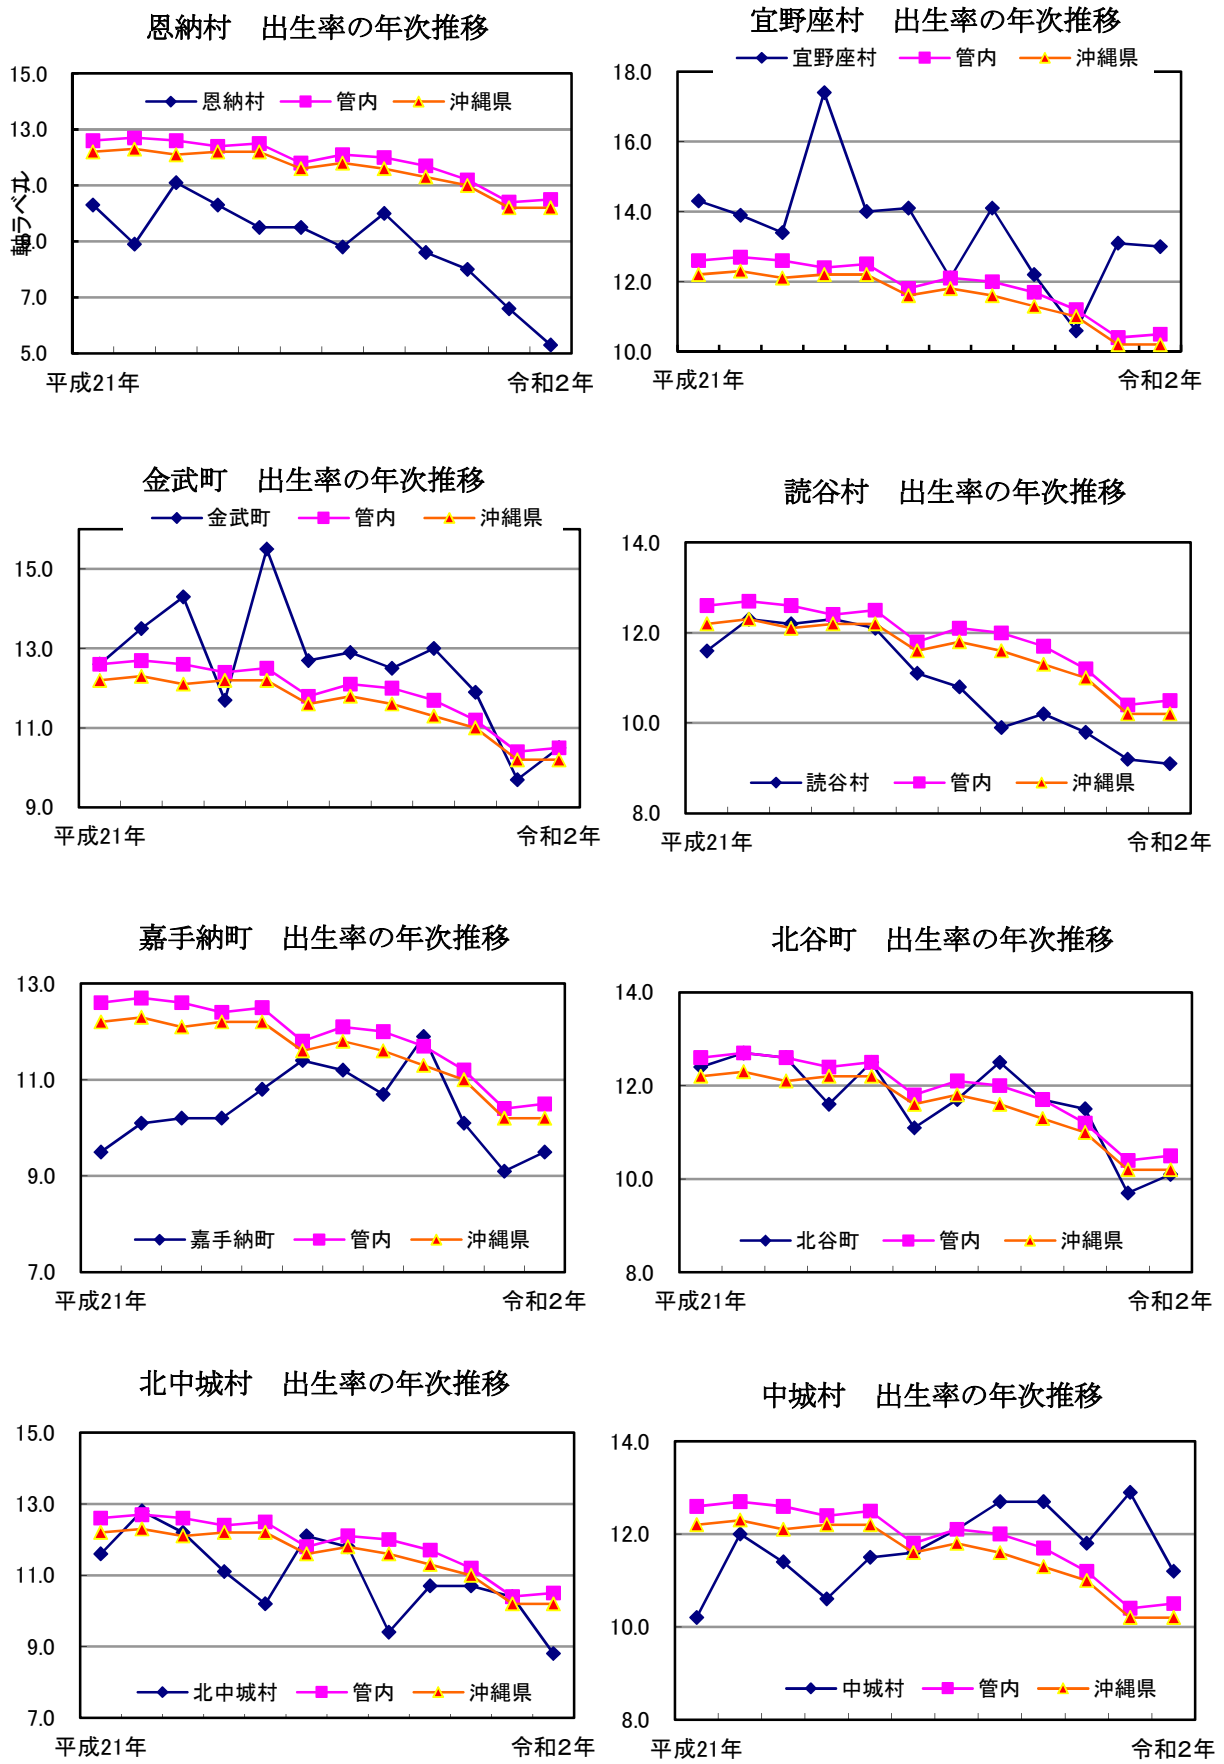 恩納村　出生率の年次推移
15.0
13.0
.0
.0
7.0
5.0
軸ラベル
恩納村 管内 沖縄県
平成21年 令和2年
宜野座村　出生率の年次推移
宜野座村 管内 沖縄県
18.0
16.0
14.0
12.0
10.0
平成21年 令和2年
金武町　出生率の年次推移
金武町 管内 沖縄県
15.0
13.0
11.0
9.0
平成21年 令和2年
読谷村　出生率の年次推移
14.0
12.0
10.0
8.0
読谷村 管内 沖縄県
平成21年 令和2年
嘉手納町　出生率の年次推移
13.0
11.0
9.0
7.0
嘉手納町 管内 沖縄県
平成21年 令和2年
北谷町　出生率の年次推移
14.0
12.0
10.0
8.0
北谷町 管内 沖縄県
平成21年 令和2年
北中城村　出生率の年次推移
15.0
13.0
11.0
9.0
7.0
北中城村 管内 沖縄県
平成21年 令和2年
中城村　出生率の年次推移
14.0
12.0
10.0
8.0
中城村 管内 沖縄県
平成21年 令和2年